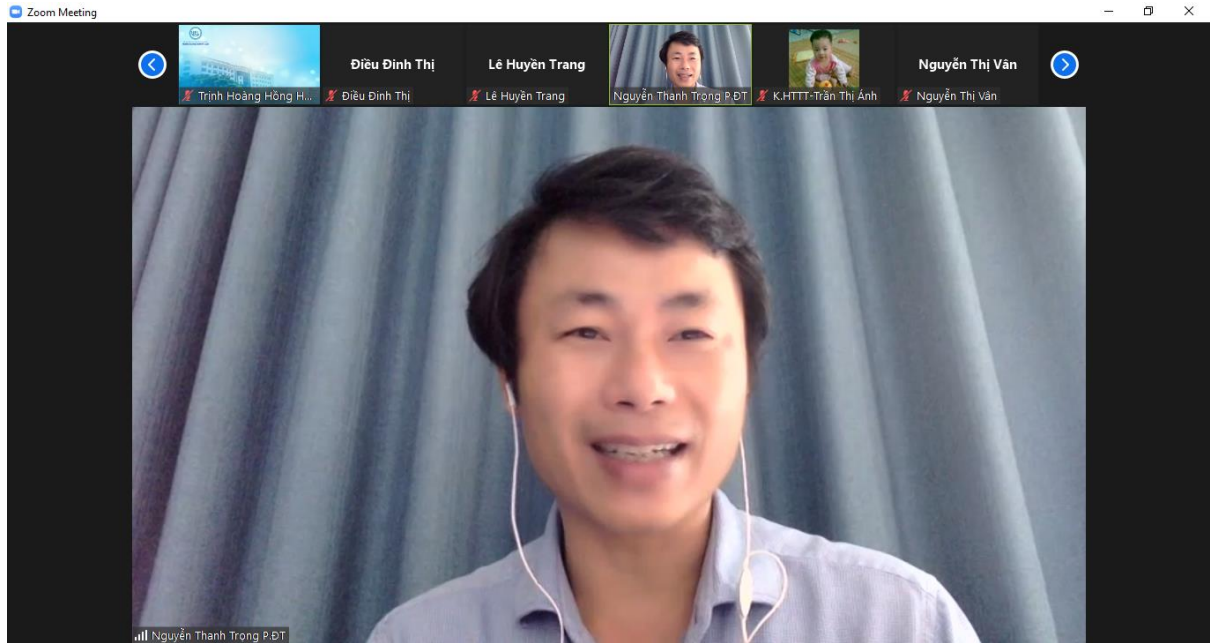 Zoom Meeting
Điều Đinh Thị
Lê Huyền Trang
Nguyễn Thị Vân
Trịnh Hoàng Hồng H...
Điều Đinh Thị
Lê Huyền Trang
Nguyễn Thanh Trọng P.ĐT
K.HTTT-Trần Thị Ánh
Nguyễn Thị Vân
Nguyễn Thanh Trọng P.ĐT